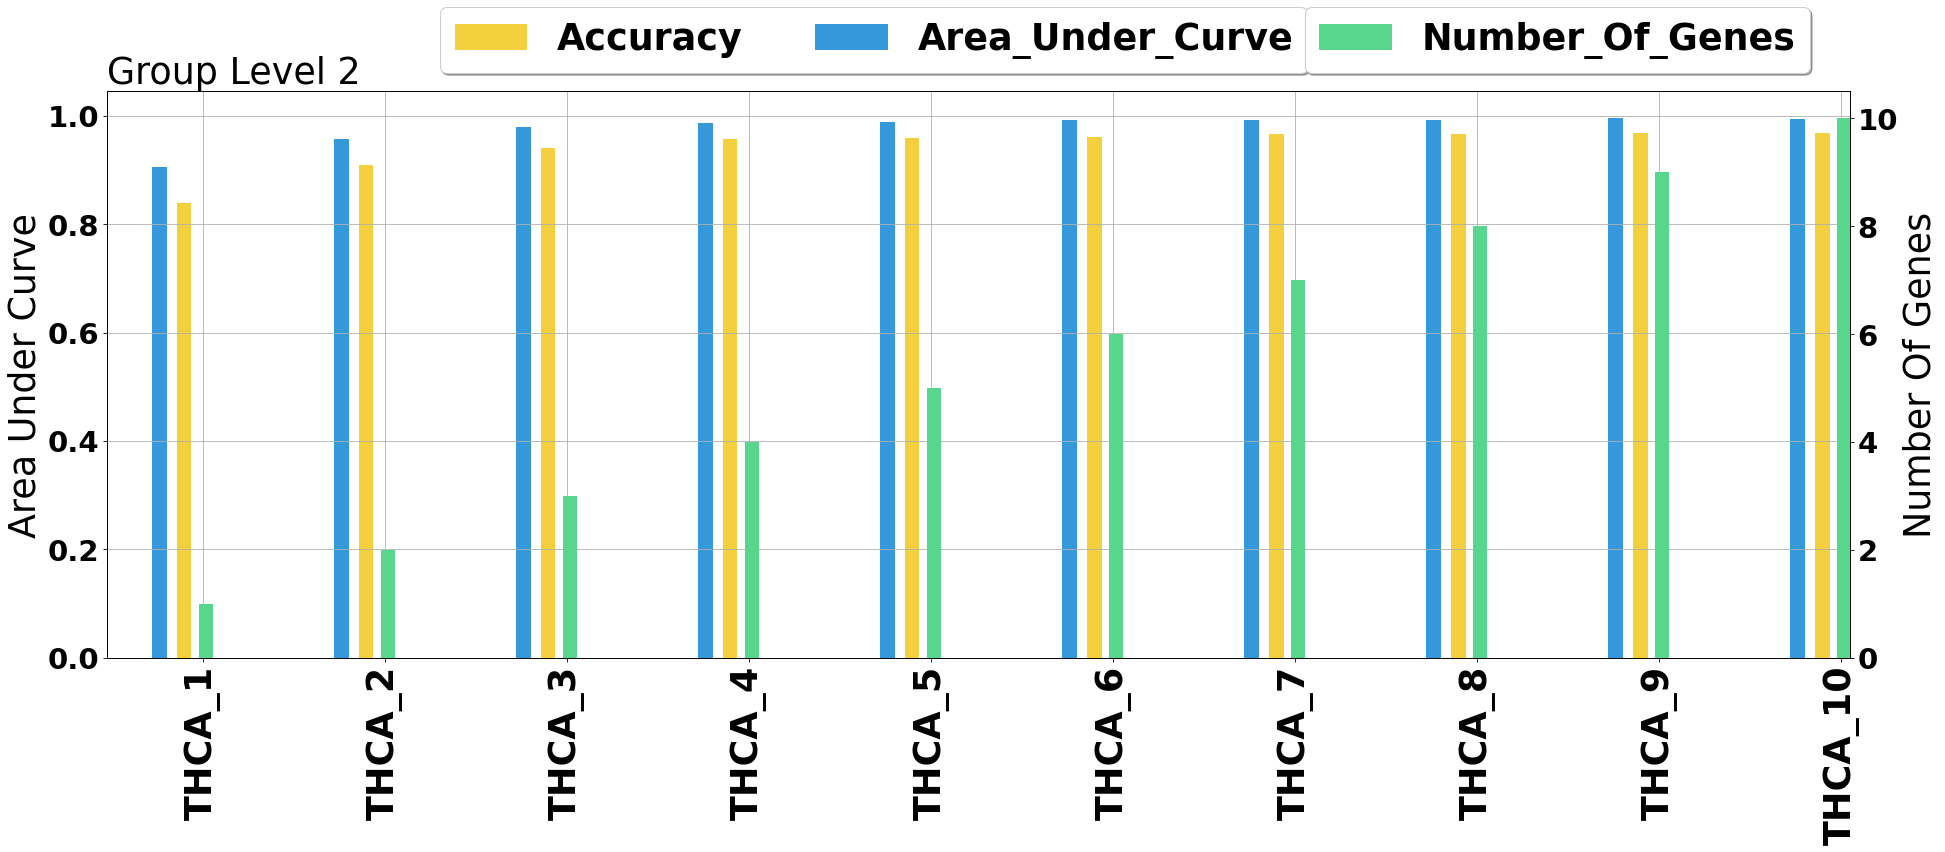 Accuracy
Area_Under_Curve
Number_Of_Genes
Group Level 2
Area Under Curve
1.0
0.8
0.6
0.4
0.2
0.0
10
8
6
4
2
0
Number Of Genes
THCA_1
THCA_2
THCA_3
THCA_4
THCA_5
THCA_6
THCA_7
THCA_8
THCA_9
THCA_10